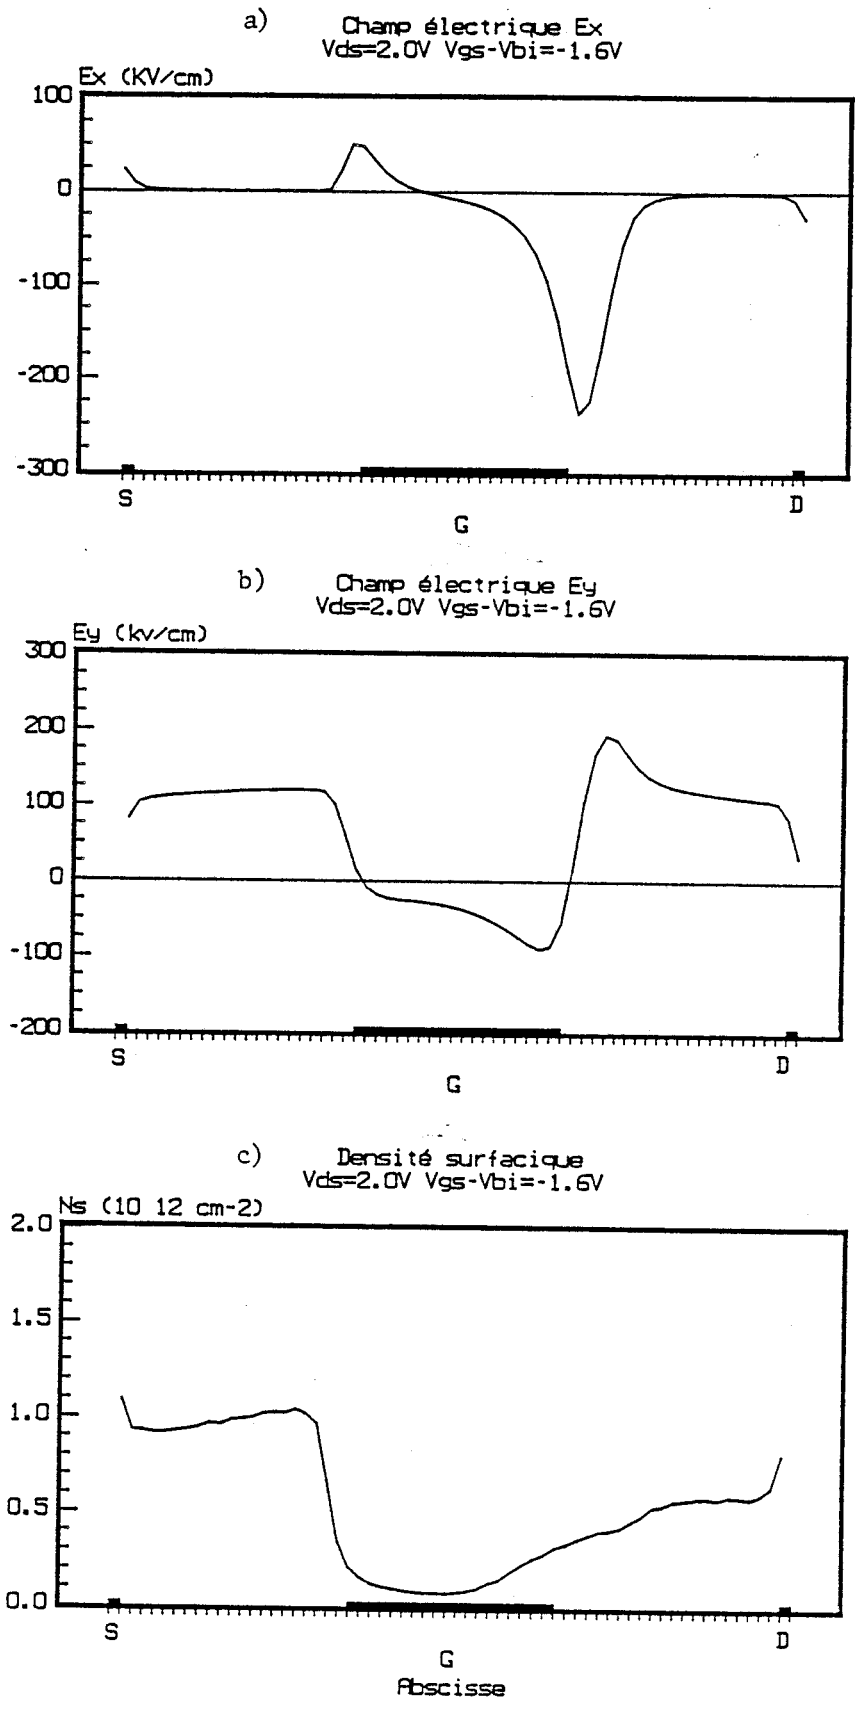 a) Champ électrique Ex
Vds=2.0V Vgs-Vbi=-1.6V
Ex (KV/cm)
100
0
-100
-200
-300
S
D
G
b) Champ électrique Ey
Vds=2.0V Vgs-Vbi=-1.6V
Ey (kv/cm)
300
200
100
0
-100
-200
S
D
G
c) Densité surfacique
Vds=2.0V Vgs-Vbi=-1.6V
Ns (10 12 cm-2)
2.0
1.5
1.0
0.5
0.0
S
D
G
Abscisse